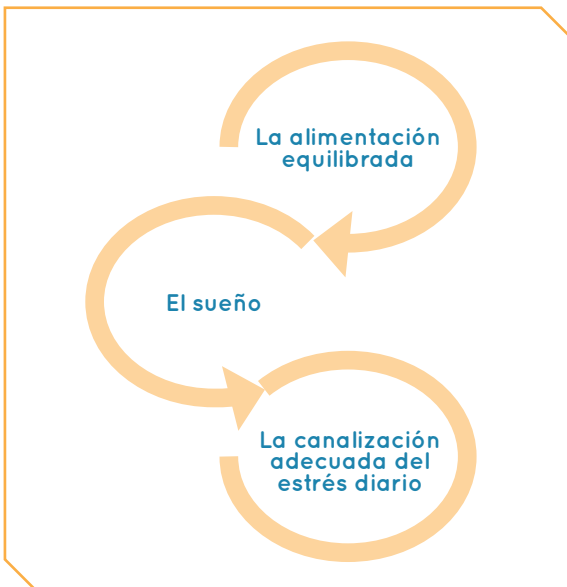 La alimentación
equilibrada
El sueño
La canalización
adecuada del
estrés diario